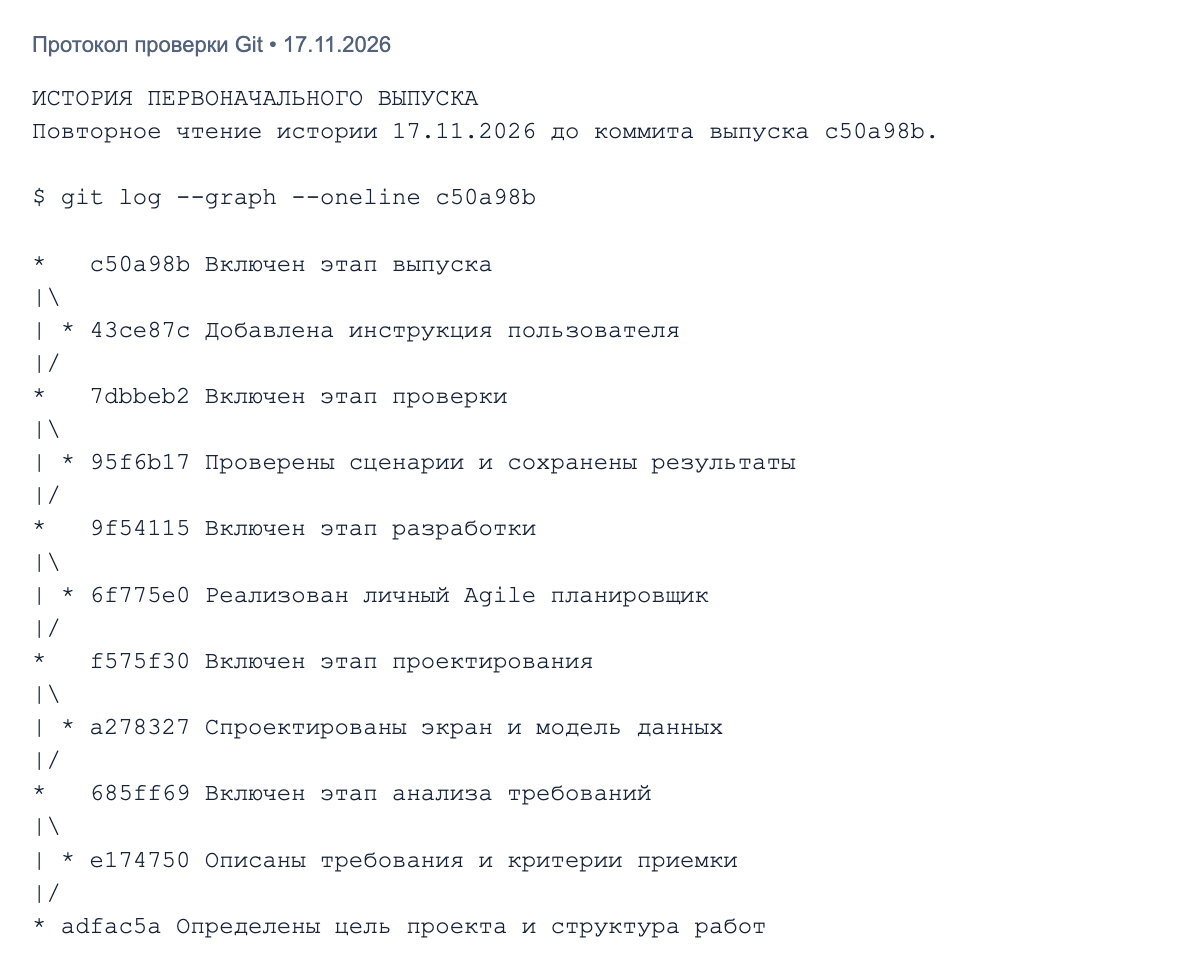 Протокол проверки Git • 17.11.2026
ИСТОРИЯ ПЕРВОНАЧАЛЬНОГО ВЫПУСКА
Повторное чтение истории 17.11.2026 до коммита выпуска c50a98b.
$ git log --graph --oneline c50a98b
*   c50a98b Включен этап выпуска
|\
| * 43ce87c Добавлена инструкция пользователя
|/
*   7dbbeb2 Включен этап проверки
|\
| * 95f6b17 Проверены сценарии и сохранены результаты
|/
*   9f54115 Включен этап разработки
|\
| * 6f775e0 Реализован личный Agile планировщик
|/
*   f575f30 Включен этап проектирования
|\
| * a278327 Спроектированы экран и модель данных
|/
*   685ff69 Включен этап анализа требований
|\
| * e174750 Описаны требования и критерии приемки
|/
* adfac5a Определены цель проекта и структура работ